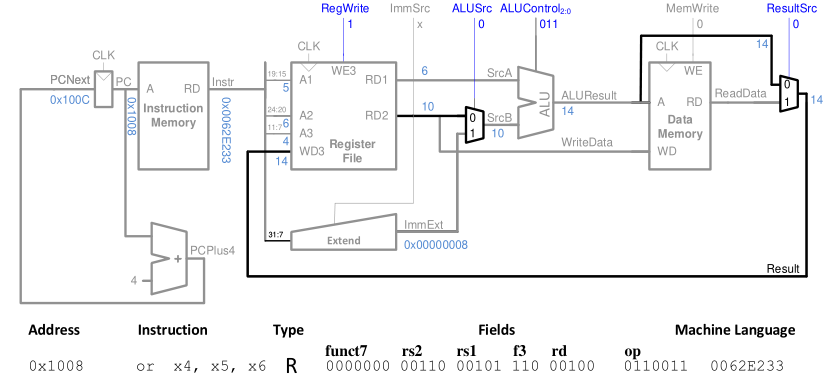 RegWrite ImmSrc ALUSrc ALUControl2:0 MemWrite ResultSrc
1 x 0 011 0 0
CLK CLK CLK 14
PCNext PC Instr 19:15 A1 WE3 RD1 6 SrcA WE
0x100C A RD 5
Instruction Memory
0x1008 0x0062E233
24:20 A2 RD2 10 0 SrcB ALU ALUResult A RD ReadData 0
6 1 10 14 1 14
11:7 A3
4 WD3 Register File WriteData Data Memory
14 WD
31:7 Extend ImmExt
0x00000008
PCPlus4
+
4
Result
Address Instruction Type Fields Machine Language
funct7 rs2 rs1 f3 rd op
0x1008 or x4, x5, x6 R 0000000 00110 00101 110 00100 0110011 0062E233